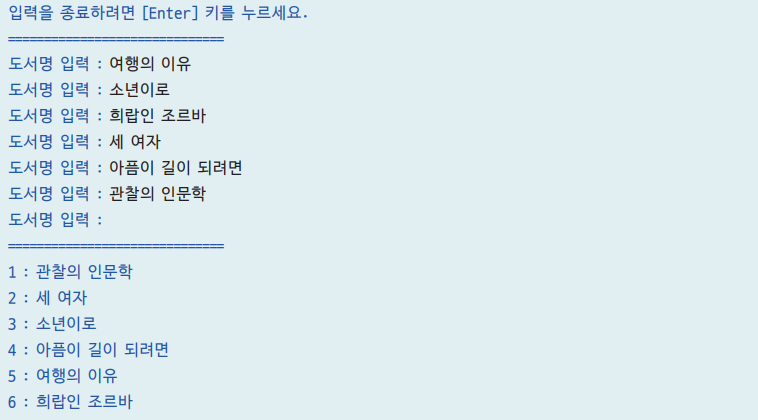 입력을 종료하려면 [Enter] 키를 누르세요.
==============================
도서명 입력 : 여행의 이유
도서명 입력 : 소년이로
도서명 입력 : 희랍인 조르바
도서명 입력 : 세 여자
도서명 입력 : 아픔이 길이 되려면
도서명 입력 : 관찰의 인문학
도서명 입력 :
==============================
1 : 관찰의 인문학
2 : 세 여자
3 : 소년이로
4 : 아픔이 길이 되려면
5 : 여행의 이유
6 : 희랍인 조르바